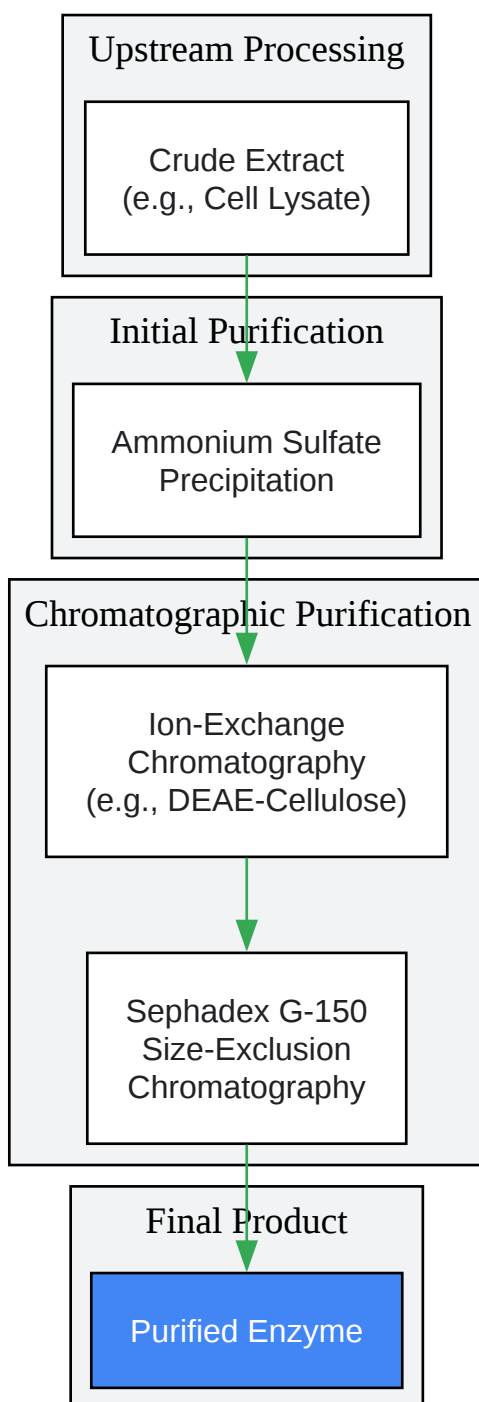 Upstream Processing
Crude Extract
(e.g., Cell Lysate)
Initial Purification
Ammonium Sulfate
Precipitation
Chromatographic Purification
Ion-Exchange
Chromatography
(e.g., DEAE-Cellulose)
Sephadex G-150
Size-Exclusion
Chromatography
Final Product
Purified Enzyme